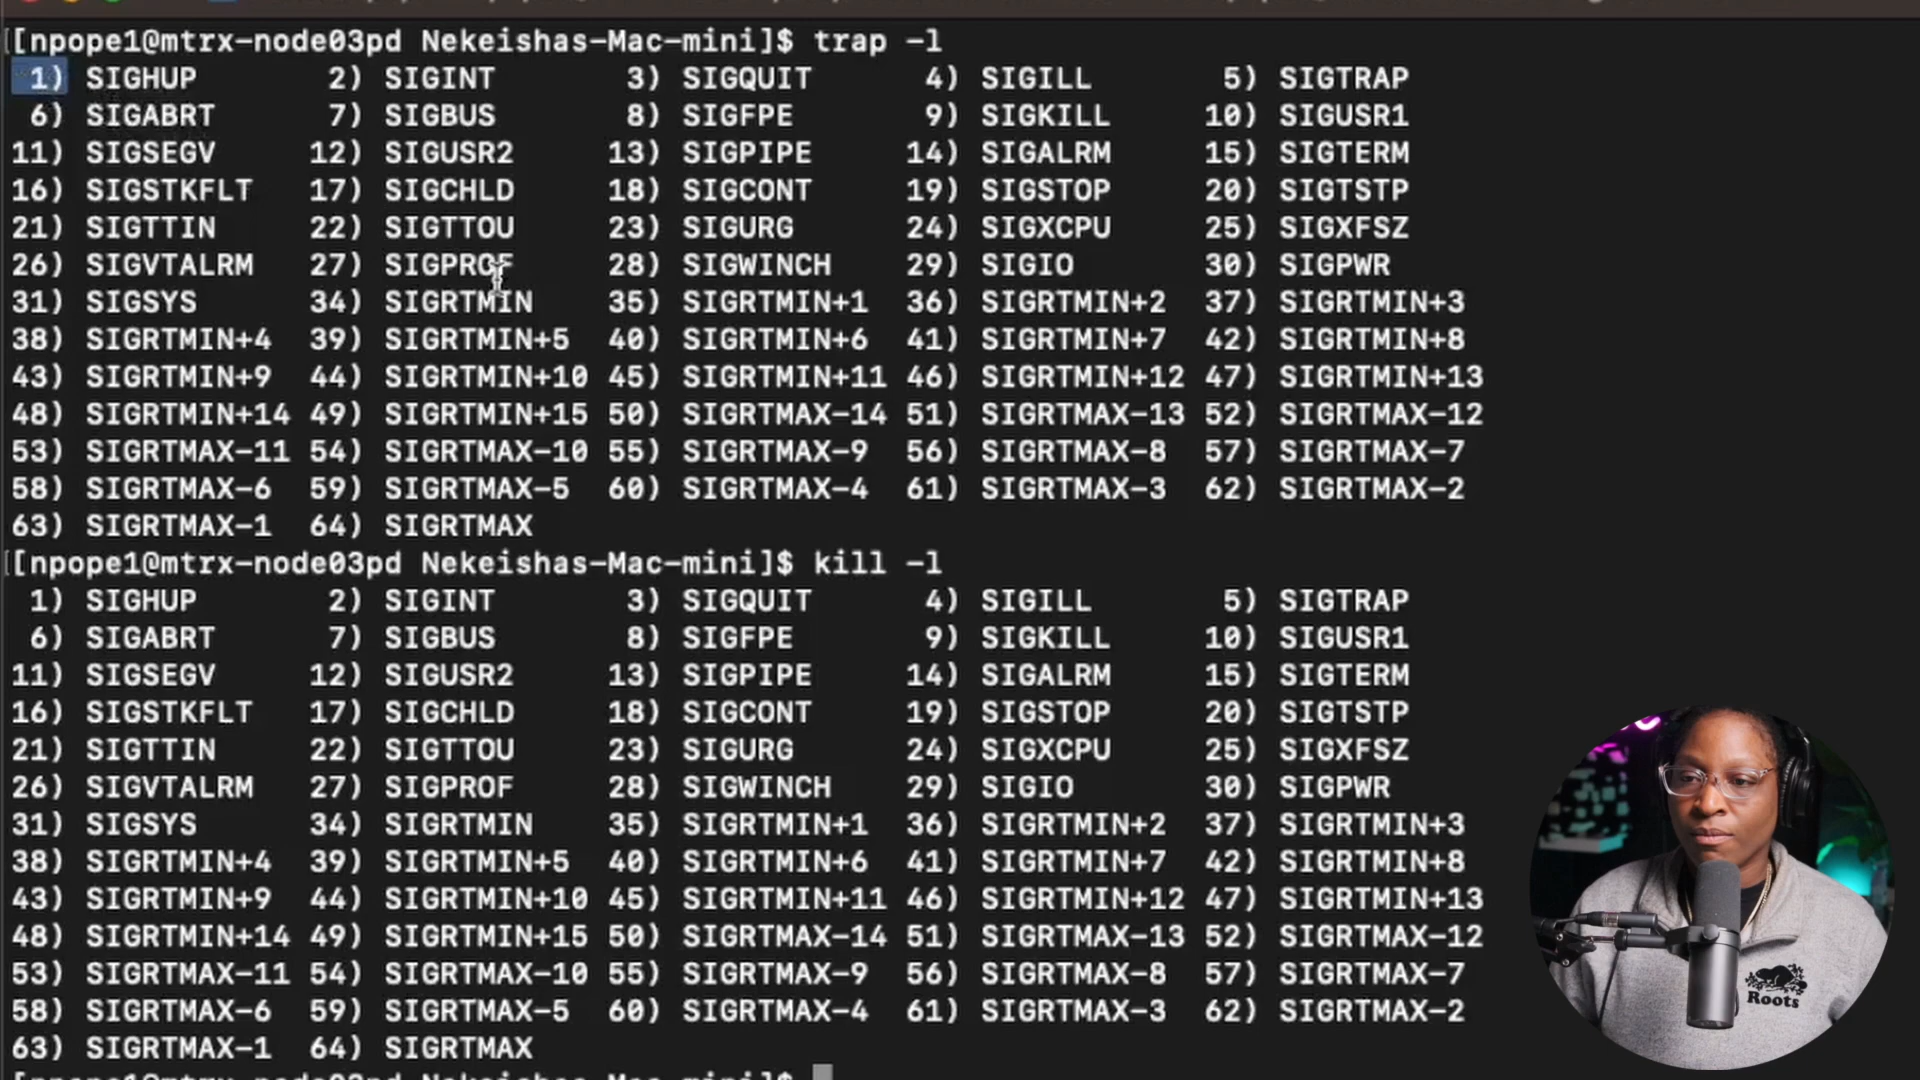 [npope1@mtrx-node03pd Nekeishas-Mac-mini]$ trap -l
1) SIGHUP 2) SIGINT 3) SIGQUIT 4) SIGILL 5) SIGTRAP
6) SIGABRT 7) SIGBUS 8) SIGFPE 9) SIGKILL 10) SIGUSR1
11) SIGSEGV 12) SIGUSR2 13) SIGPIPE 14) SIGALRM 15) SIGTERM
16) SIGSTKFLT 17) SIGCHLD 18) SIGCONT 19) SIGSTOP 20) SIGTSTP
21) SIGTTIN 22) SIGTTOU 23) SIGURG 24) SIGXCPU 25) SIGXFSZ
26) SIGVTALRM 27) SIGPROF 28) SIGWINCH 29) SIGIO 30) SIGPWR
31) SIGSYS 34) SIGRTMIN 35) SIGRTMIN+1 36) SIGRTMIN+2 37) SIGRTMIN+3
38) SIGRTMIN+4 39) SIGRTMIN+5 40) SIGRTMIN+6 41) SIGRTMIN+7 42) SIGRTMIN+8
43) SIGRTMIN+9 44) SIGRTMIN+10 45) SIGRTMIN+11 46) SIGRTMIN+12 47) SIGRTMIN+13
48) SIGRTMIN+14 49) SIGRTMIN+15 50) SIGRTMAX-14 51) SIGRTMAX-13 52) SIGRTMAX-12
53) SIGRTMAX-11 54) SIGRTMAX-10 55) SIGRTMAX-9 56) SIGRTMAX-8 57) SIGRTMAX-7
58) SIGRTMAX-6 59) SIGRTMAX-5 60) SIGRTMAX-4 61) SIGRTMAX-3 62) SIGRTMAX-2
63) SIGRTMAX-1 64) SIGRTMAX
[npope1@mtrx-node03pd Nekeishas-Mac-mini]$ kill -l
1) SIGHUP 2) SIGINT 3) SIGQUIT 4) SIGILL 5) SIGTRAP
6) SIGABRT 7) SIGBUS 8) SIGFPE 9) SIGKILL 10) SIGUSR1
11) SIGSEGV 12) SIGUSR2 13) SIGPIPE 14) SIGALRM 15) SIGTERM
16) SIGSTKFLT 17) SIGCHLD 18) SIGCONT 19) SIGSTOP 20) SIGTSTP
21) SIGTTIN 22) SIGTTOU 23) SIGURG 24) SIGXCPU 25) SIGXFSZ
26) SIGVTALRM 27) SIGPROF 28) SIGWINCH 29) SIGIO 30) SIGPWR
31) SIGSYS 34) SIGRTMIN 35) SIGRTMIN+1 36) SIGRTMIN+2 37) SIGRTMIN+3
38) SIGRTMIN+4 39) SIGRTMIN+5 40) SIGRTMIN+6 41) SIGRTMIN+7 42) SIGRTMIN+8
43) SIGRTMIN+9 44) SIGRTMIN+10 45) SIGRTMIN+11 46) SIGRTMIN+12 47) SIGRTMIN+13
48) SIGRTMIN+14 49) SIGRTMIN+15 50) SIGRTMAX-14 51) SIGRTMAX-13 52) SIGRTMAX-12
53) SIGRTMAX-11 54) SIGRTMAX-10 55) SIGRTMAX-9 56) SIGRTMAX-8 57) SIGRTMAX-7
58) SIGRTMAX-6 59) SIGRTMAX-5 60) SIGRTMAX-4 61) SIGRTMAX-3 62) SIGRTMAX-2
63) SIGRTMAX-1 64) SIGRTMAX
[npope1@mtrx-node03pd Nekeishas-Mac-mini]$
Roots